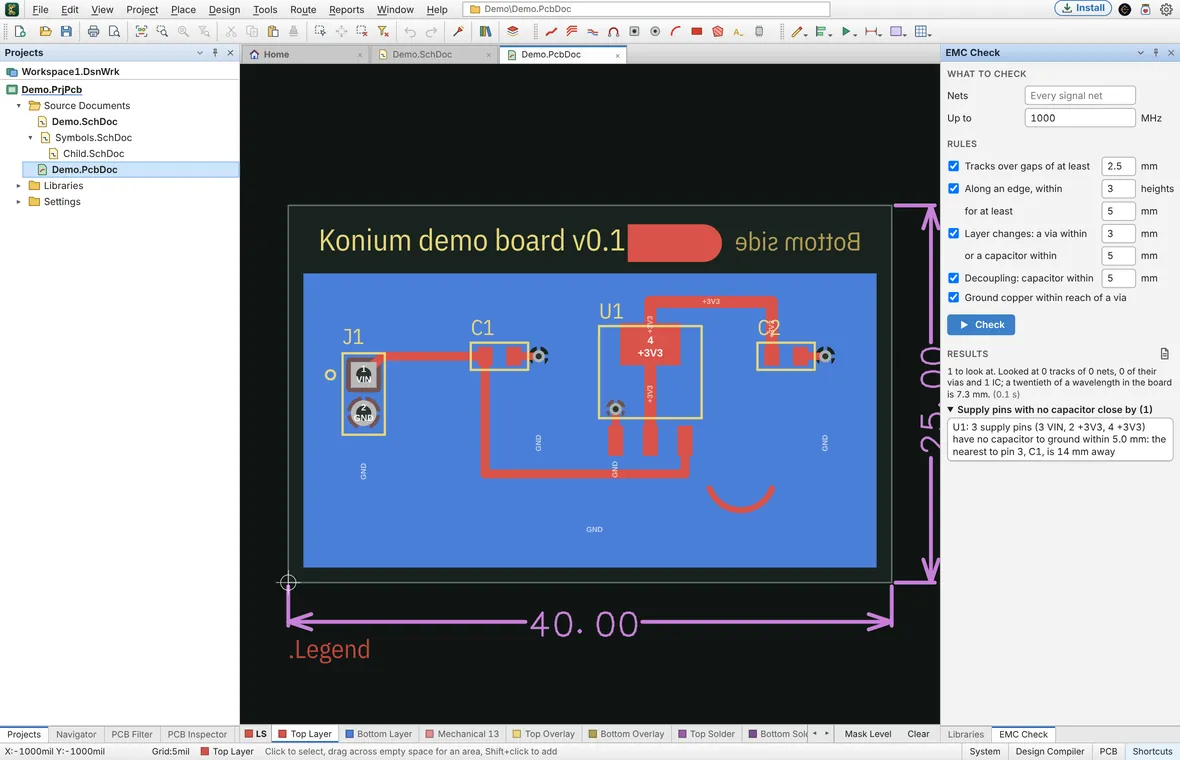 File Edit View Project Place Design Tools Route Reports Window Help
Demo\Demo.PcbDoc
Install
Projects
Home
Demo.SchDoc
Demo.PcbDoc
EMC Check
Workspace1.DsnWrk
Demo.PrjPcb
Source Documents
Demo.SchDoc
Symbols.SchDoc
Child.SchDoc
Demo.PcbDoc
Libraries
Settings
Konium demo board v0.1
Bottom side
J1
C1
U1
C2
+3V3
+3V3
+3V3
4
+3V3
+3V3
1
VIN
2
GND
GND
GND
GND
GND
GND
40.00
25.00
.Legend
WHAT TO CHECK
Nets Every signal net
Up to 1000 MHz
RULES
Tracks over gaps of at least 2.5 mm
Along an edge, within 3 heights
for at least 5 mm
Layer changes: a via within 3 mm
or a capacitor within 5 mm
Decoupling: capacitor within 5 mm
Ground copper within reach of a via
Check
RESULTS
1 to look at. Looked at 0 tracks of 0 nets, 0 of their
vias and 1 IC; a twentieth of a wavelength in the board
is 7.3 mm. (0.1 s)
Supply pins with no capacitor close by (1)
U1: 3 supply pins (3 VIN, 2 +3V3, 4 +3V3)
have no capacitor to ground within 5.0 mm: the
nearest to pin 3, C1, is 14 mm away
Projects Navigator PCB Filter PCB Inspector
LS Top Layer Bottom Layer Mechanical 13 Top Overlay Bottom Overlay Top Solder Bottom Sol
Mask Level Clear
Libraries EMC Check
X:-1000mil Y:-1000mil Grid:5mil Top Layer Click to select, drag across empty space for an area, Shift+click to add
System Design Compiler PCB Shortcuts